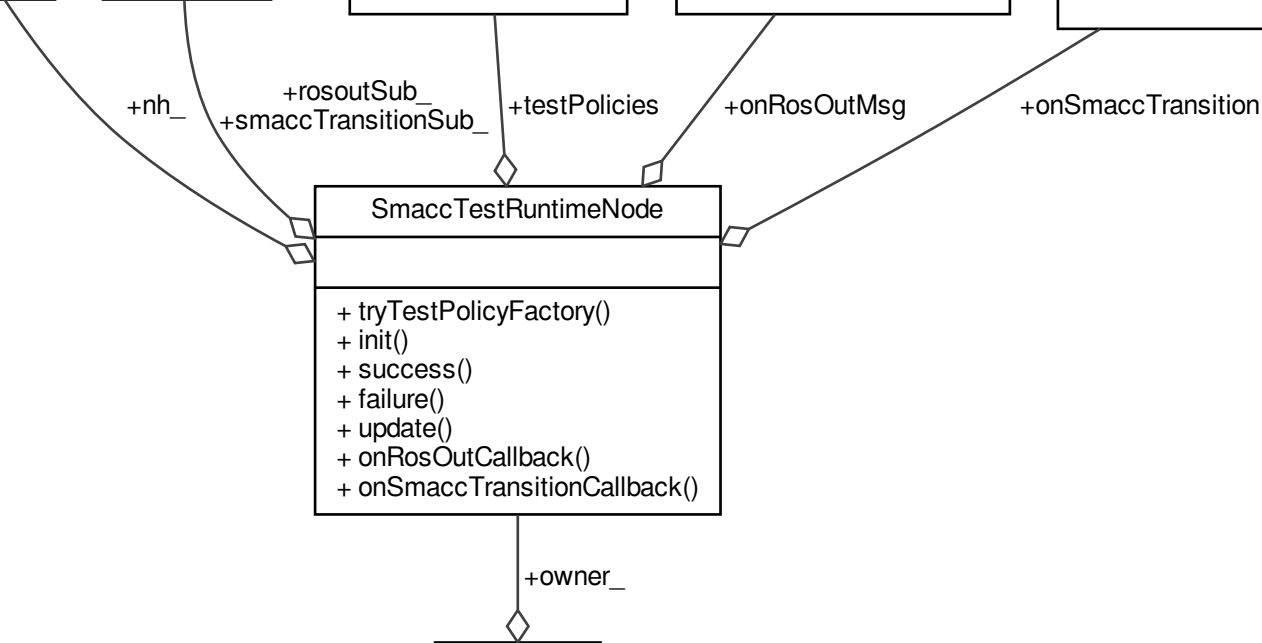 +nh_
+rosoutSub_
+smaccTransitionSub_
+testPolicies
+onRosOutMsg
+onSmaccTransition
SmaccTestRuntimeNode
+ tryTestPolicyFactory()
+ init()
+ success()
+ failure()
+ update()
+ onRosOutCallback()
+ onSmaccTransitionCallback()
+owner_